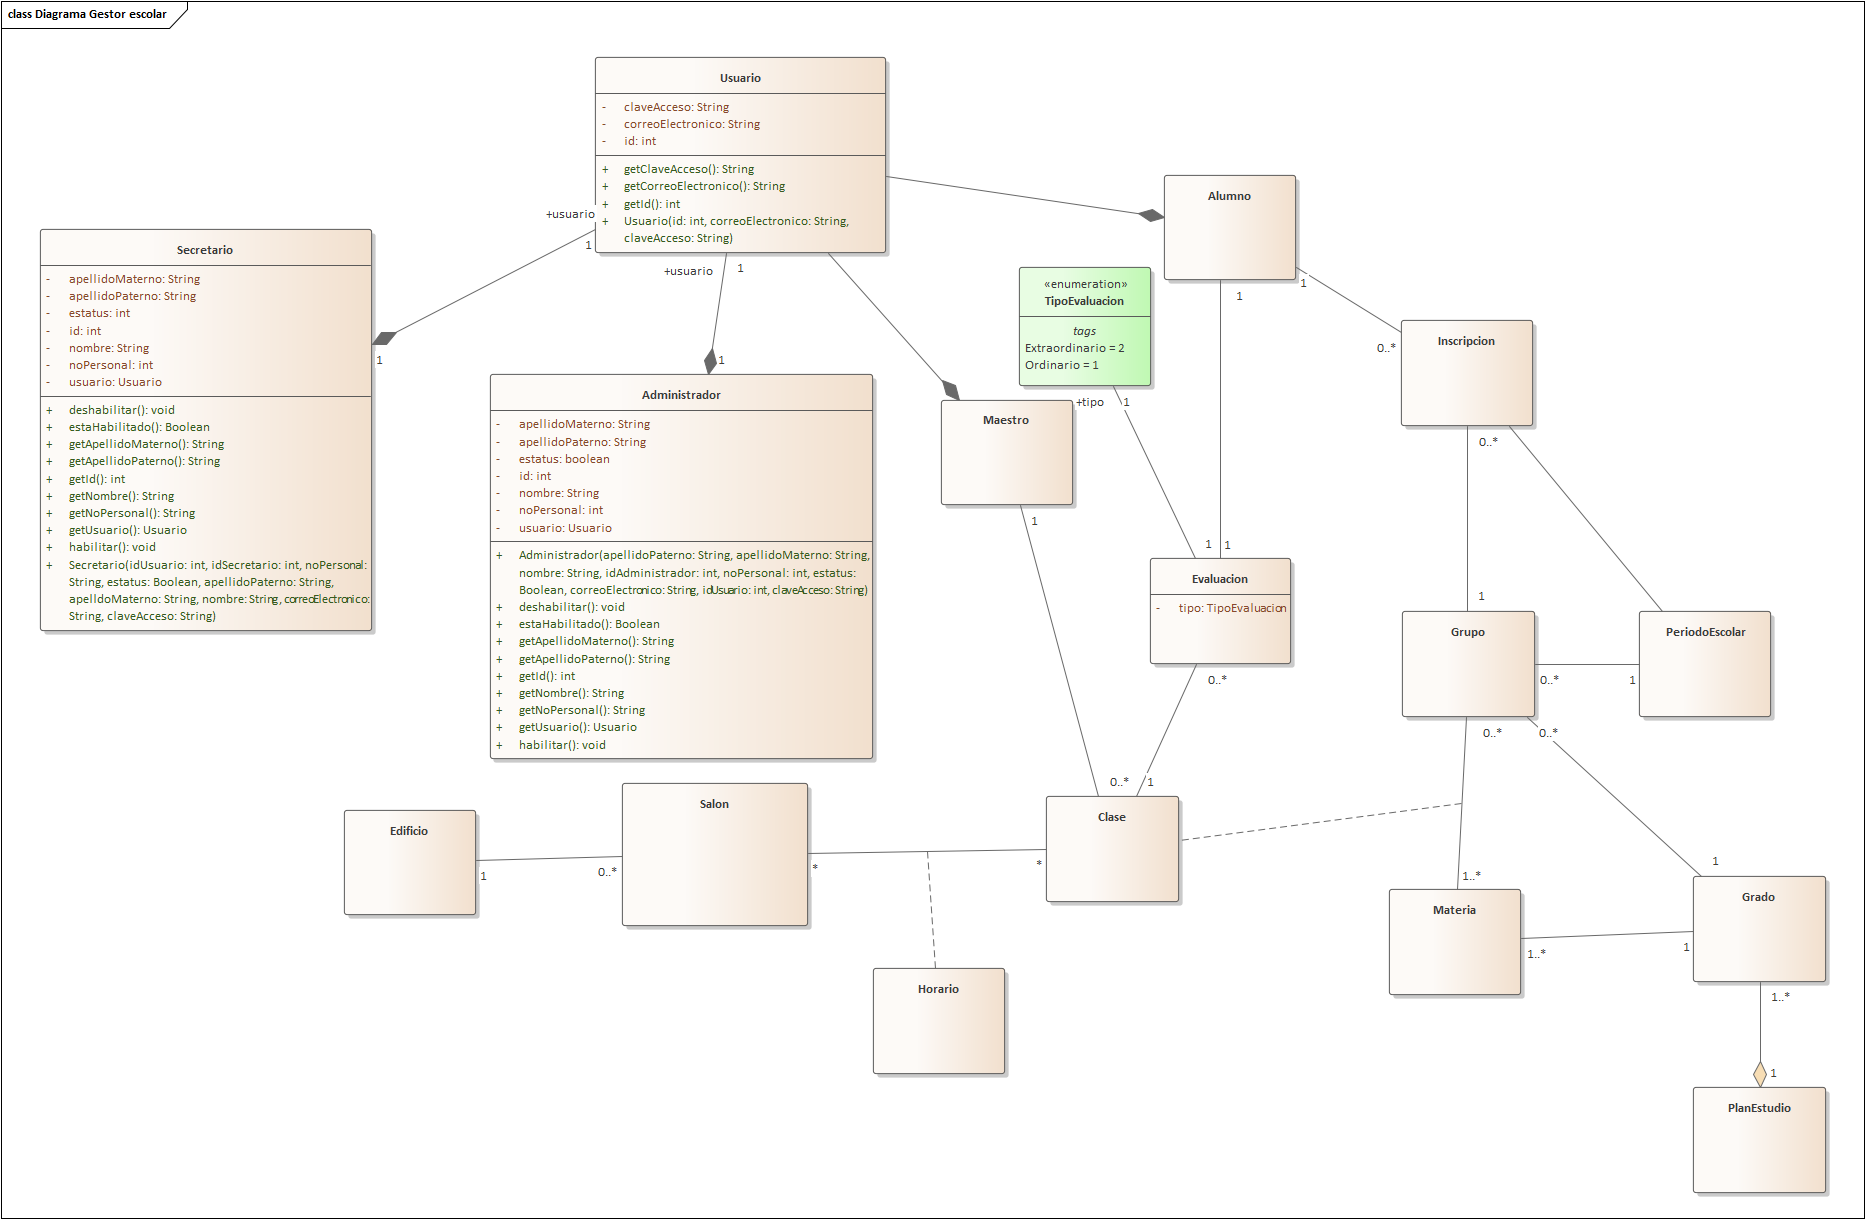 class Diagrama Gestor escolar
Usuario
- claveAcceso: String
- correoElectronico: String
- id: int
+ getClaveAcceso(): String
+ getCorreoElectronico(): String
+ getId(): int
+ Usuario(id: int, correoElectronico: String,
claveAcceso: String)
+usuario
1
+usuario
1
Secretario
- apellidoMaterno: String
- apellidoPaterno: String
- estatus: int
- id: int
- nombre: String
- noPersonal: int
- usuario: Usuario
+ deshabilitar(): void
+ estaHabilitado(): Boolean
+ getApellidoMaterno(): String
+ getApellidoPaterno(): String
+ getId(): int
+ getNombre(): String
+ getNoPersonal(): String
+ getUsuario(): Usuario
+ habilitar(): void
+ Secretario(idUsuario: int, idSecretario: int, noPersonal:
String, estatus: Boolean, apellidoPaterno: String,
apelldoMaterno: String, nombre: String, correoElectronico:
String, claveAcceso: String)
1
1
Administrador
- apellidoMaterno: String
- apellidoPaterno: String
- estatus: boolean
- id: int
- nombre: String
- noPersonal: int
- usuario: Usuario
+ Administrador(apellidoPaterno: String, apellidoMaterno: String,
nombre: String, idAdministrador: int, noPersonal: int, estatus:
Boolean, correoElectronico: String, idUsuario: int, claveAcceso: String)
+ deshabilitar(): void
+ estaHabilitado(): Boolean
+ getApellidoMaterno(): String
+ getApellidoPaterno(): String
+ getId(): int
+ getNombre(): String
+ getNoPersonal(): String
+ getUsuario(): Usuario
+ habilitar(): void
Maestro
1
«enumeration»
TipoEvaluacion
tags
Extraordinario = 2
Ordinario = 1
+tipo
1
Alumno
1
1
0..*
Inscripcion
0..*
1 1
Evaluacion
- tipo: TipoEvaluacion
0..*
1
Grupo
0..*
1
PeriodoEscolar
0..*
0..*
0..*
1
Clase
*
*
Salon
0..*
Edificio
1
Horario
1..*
Materia
1..*
1
Grado
1
1..*
1
PlanEstudio